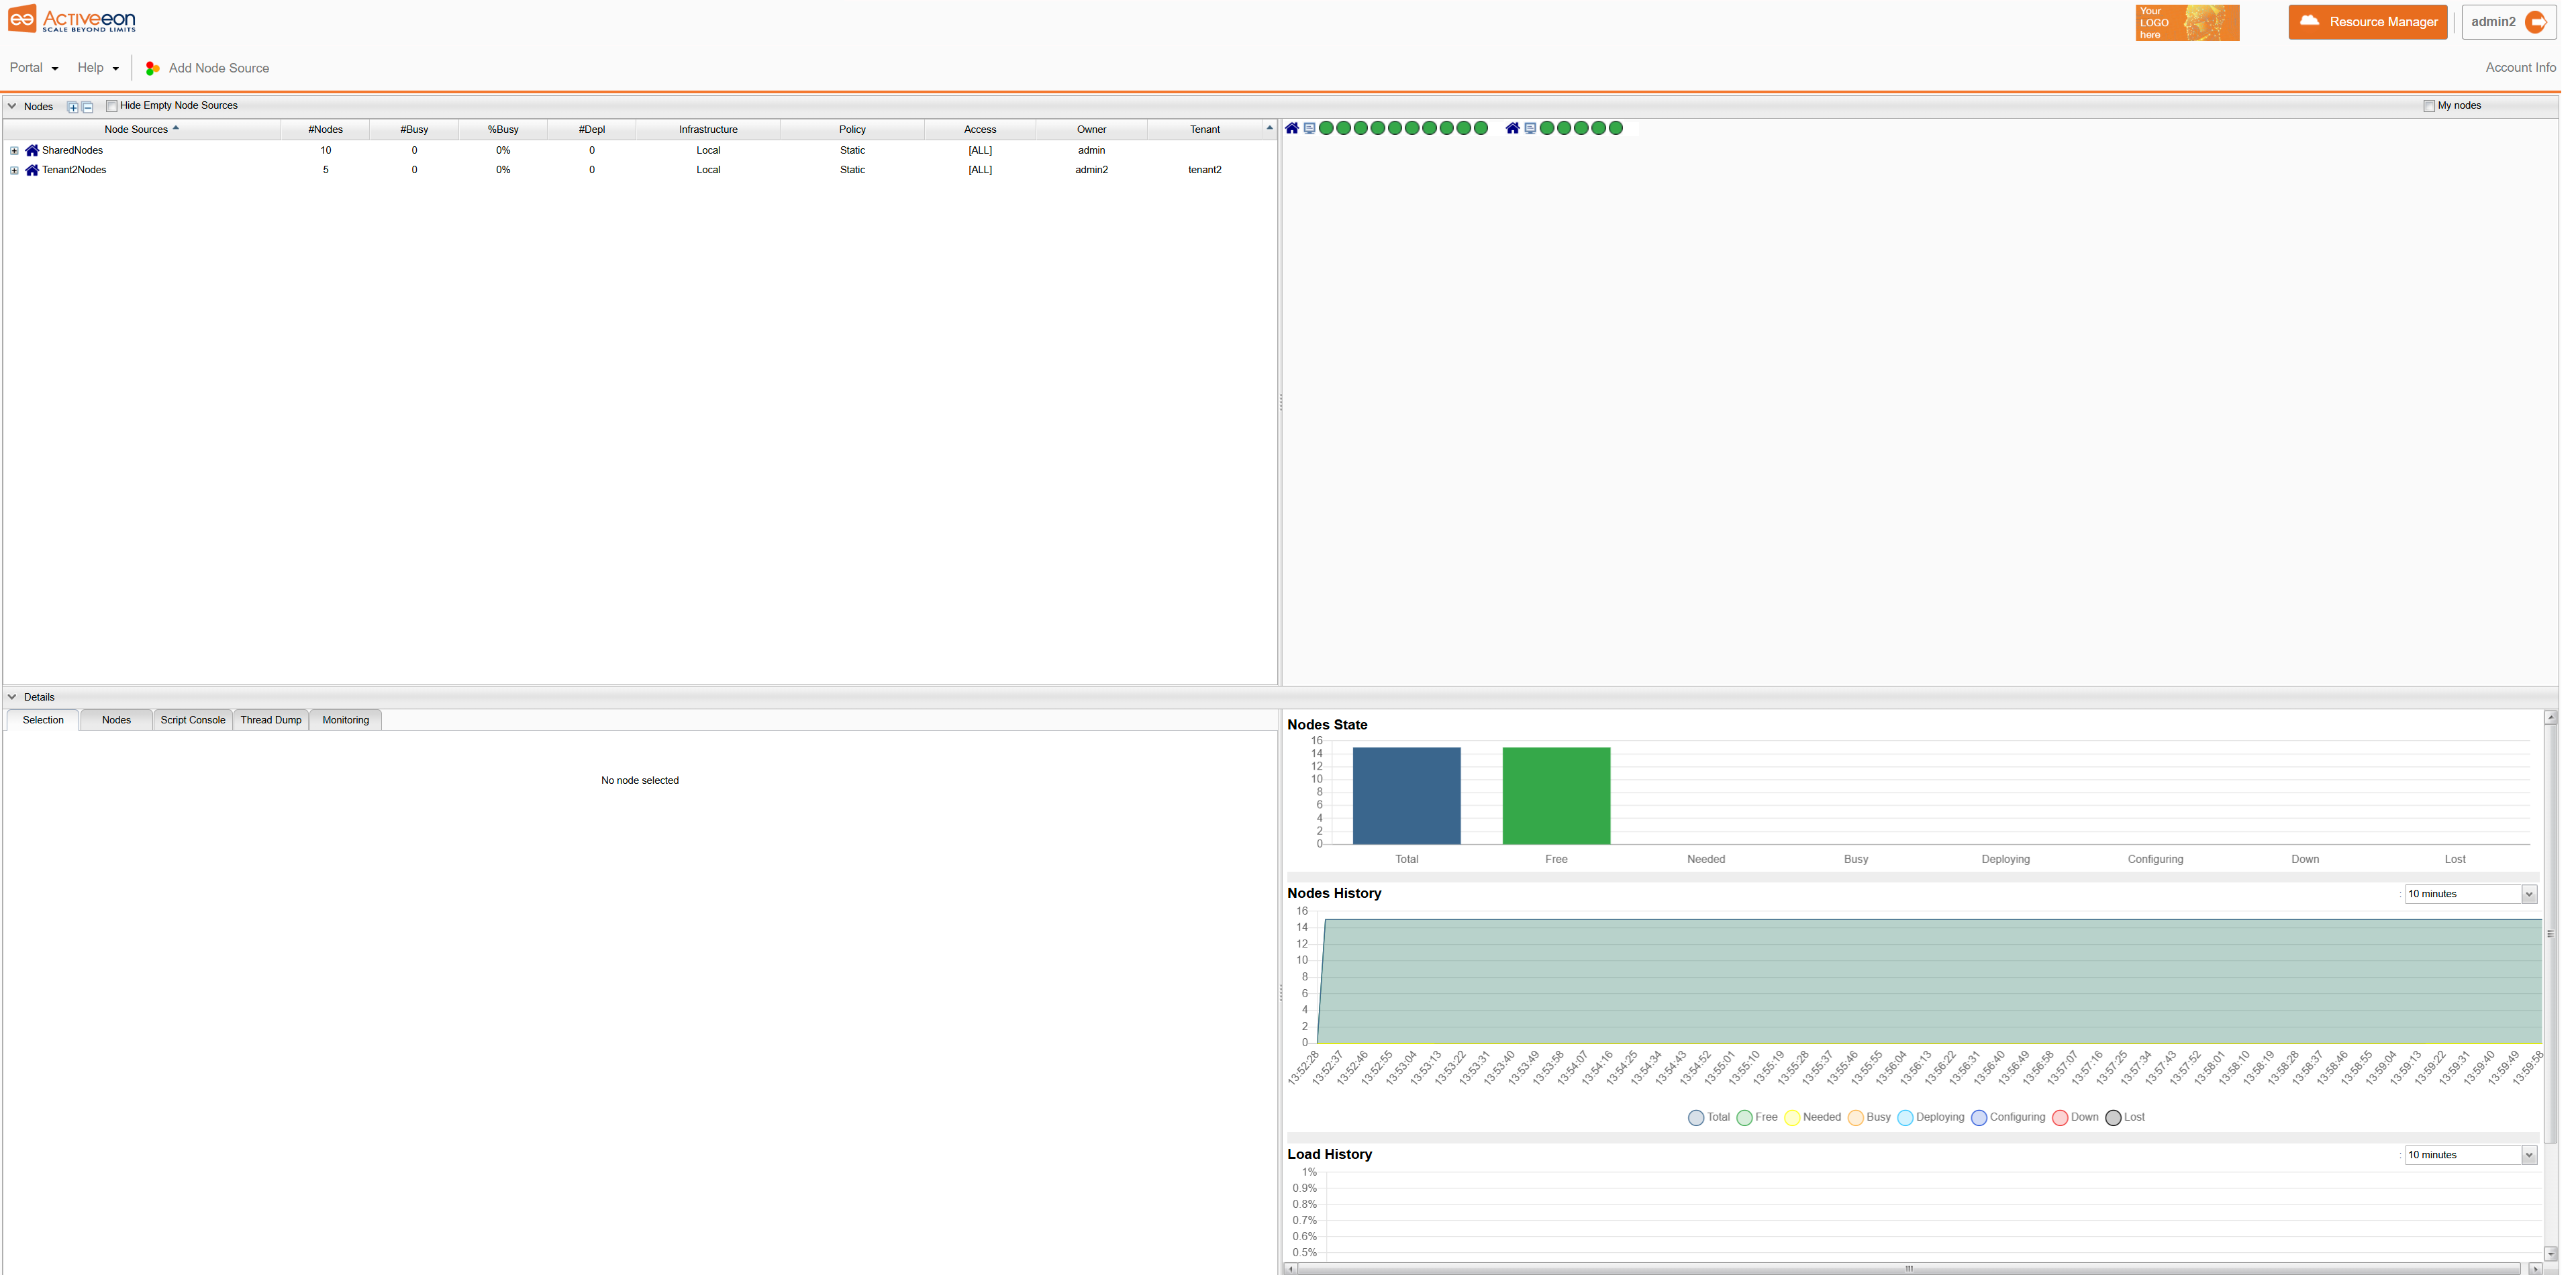 Activeeon
SCALE BEYOND LIMITS
Your
LOGO
here
Resource Manager
admin2
Portal Help Add Node Source Account Info
Nodes Hide Empty Node Sources My nodes
Node Sources #Nodes #Busy %Busy #Depl Infrastructure Policy Access Owner Tenant
SharedNodes 10 0 0% 0 Local Static [ALL] admin
Tenant2Nodes 5 0 0% 0 Local Static [ALL] admin2 tenant2
Details
Selection Nodes Script Console Thread Dump Monitoring
No node selected
Nodes State
16
14
12
10
8
6
4
2
0
Total Free Needed Busy Deploying Configuring Down Lost
Nodes History : 10 minutes
16
14
12
10
8
6
4
2
0
13:52:28 13:52:37 13:52:46 13:52:55 13:53:04 13:53:13 13:53:22 13:53:31 13:53:40 13:53:49 13:53:58 13:54:07 13:54:16 13:54:25 13:54:34 13:54:43 13:54:52 13:55:01 13:55:10 13:55:19 13:55:28 13:55:37 13:55:46 13:55:55 13:56:04 13:56:13 13:56:22 13:56:31 13:56:40 13:56:49 13:56:58 13:57:07 13:57:16 13:57:25 13:57:34 13:57:43 13:57:52 13:58:01 13:58:10 13:58:19 13:58:28 13:58:37 13:58:46 13:58:55 13:59:04 13:59:13 13:59:22 13:59:31 13:59:40 13:59:49 13:59:58
Total Free Needed Busy Deploying Configuring Down Lost
Load History : 10 minutes
1%
0.9%
0.8%
0.7%
0.6%
0.5%